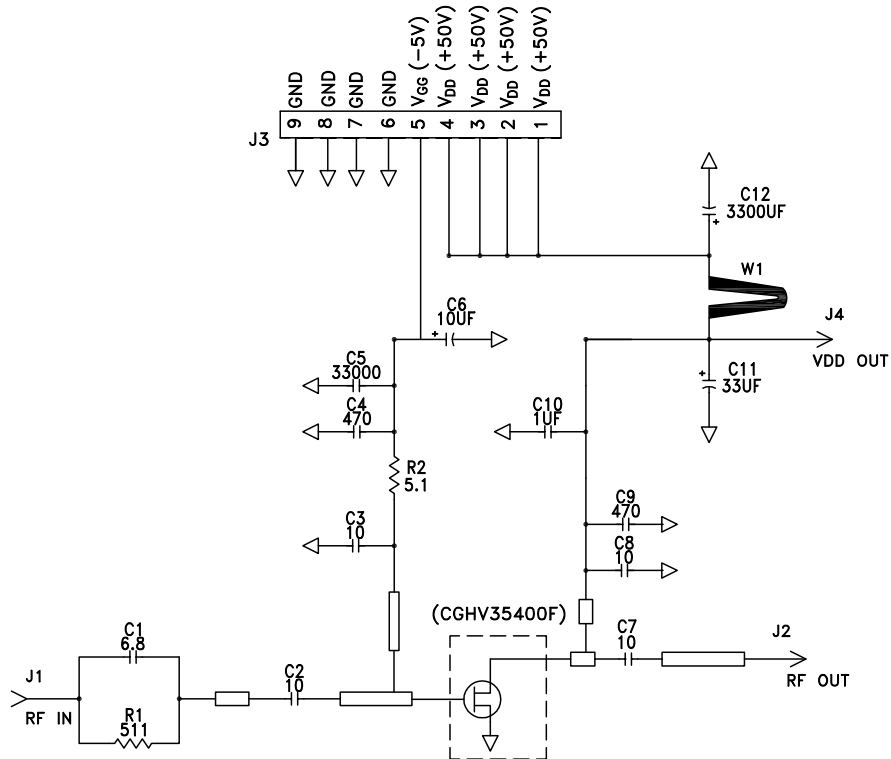 GND
GND
GND
GND
VGG (-5V)
VDD (+50V)
VDD (+50V)
VDD (+50V)
VDD (+50V)
9
8
7
6
5
4
3
2
1
J3
C12
3300UF
+
W1
C6
10UF
+
J4
VDD OUT
C5
33000
C11
33UF
+
C4
470
C10
1UF
R2
5.1
C9
470
C3
10
C8
10
(CGHV35400F)
C1
6.8
C7
10
J2
RF OUT
J1
RF IN
C2
10
R1
511